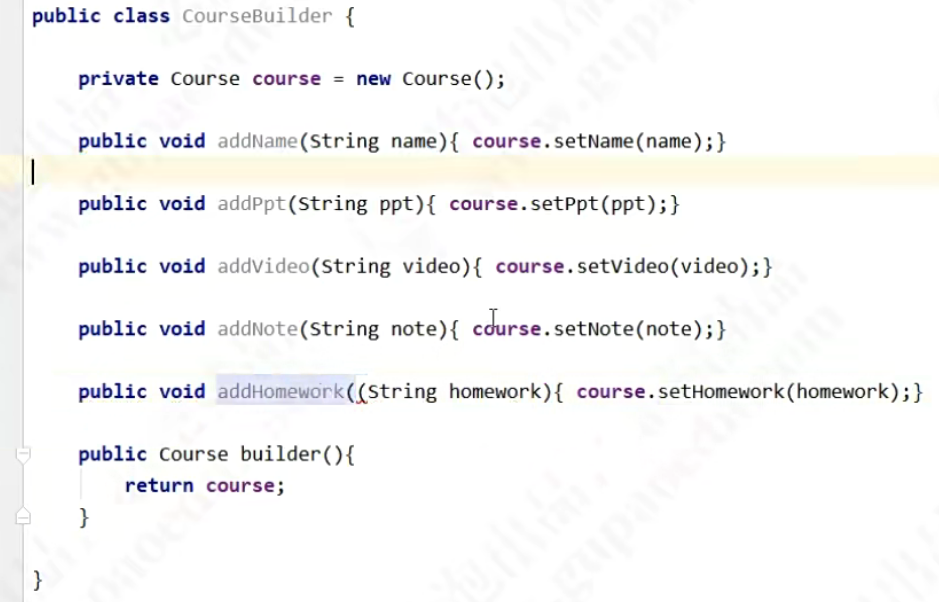 public class CourseBuilder {
private Course course = new Course();
public void addName(String name){ course.setName(name);}
public void addPpt(String ppt){ course.setPpt(ppt);}
public void addVideo(String video){ course.setVideo(video);}
public void addNote(String note){ course.setNote(note);}
public void addHomework((String homework){ course.setHomework(homework);}
public Course builder(){
return course;
}
}